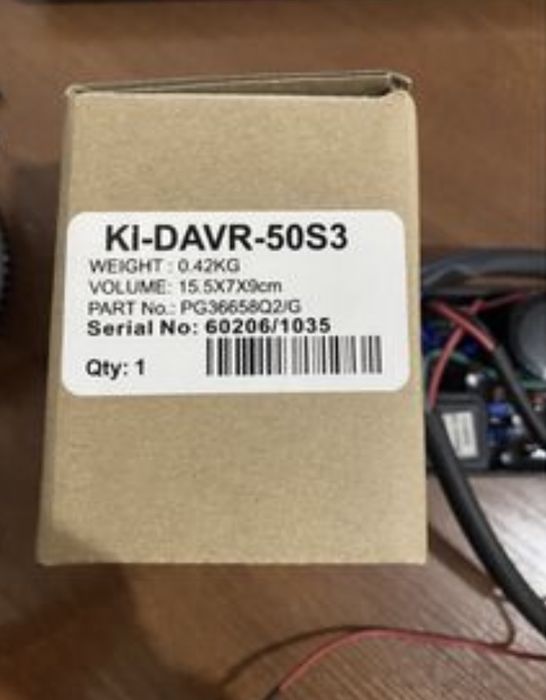 KI-DAVR-50S3
WEIGHT : 0.42KG
VOLUME: 15.5X7X9cm
PART No.: PG36658Q2/G
Serial No: 60206/1035
Qty: 1